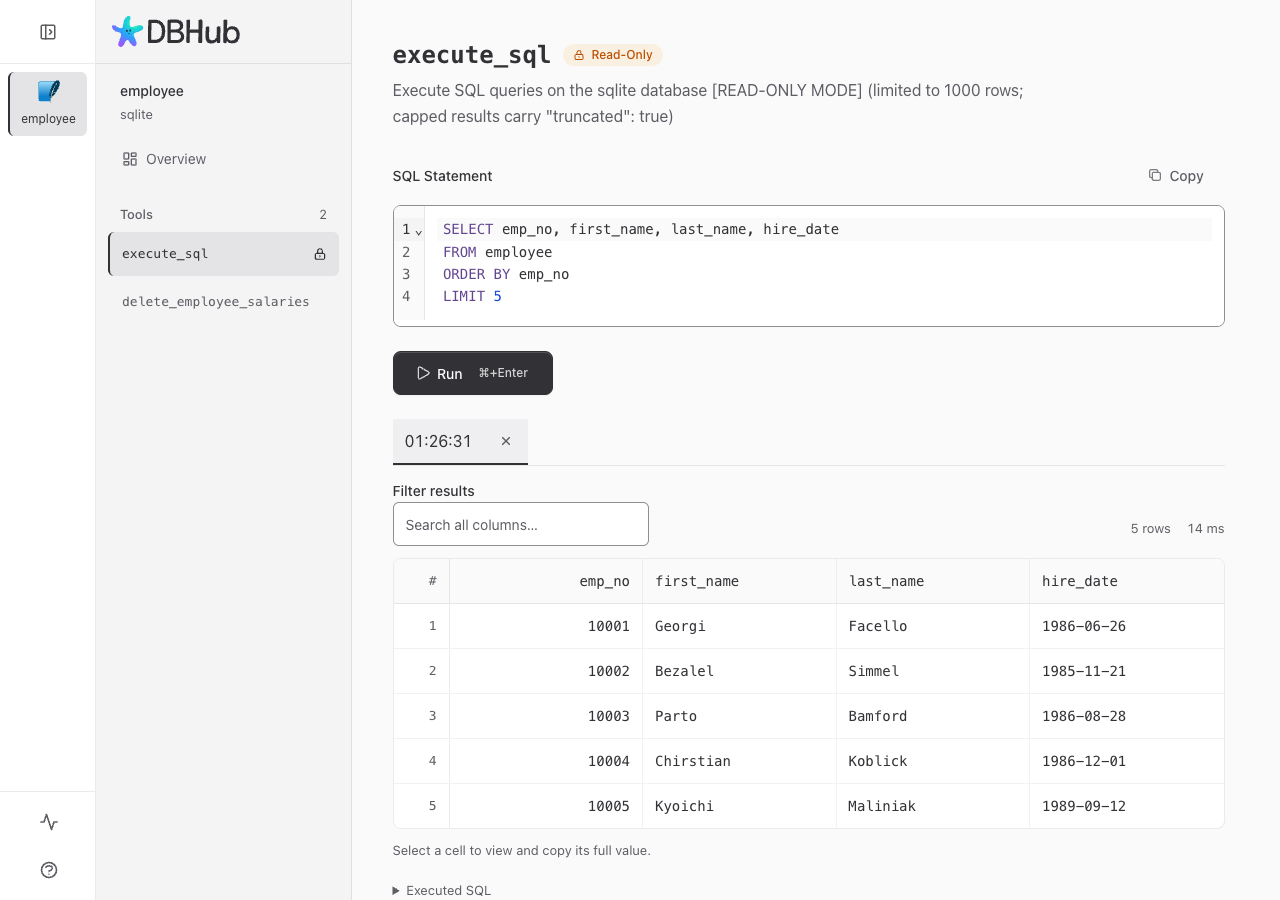 DBHub
employee
employee
sqlite
Overview
Tools 2
execute_sql
delete_employee_salaries
execute_sql Read-Only
Execute SQL queries on the sqlite database [READ-ONLY MODE] (limited to 1000 rows;
capped results carry "truncated": true)
SQL Statement Copy
1 SELECT emp_no, first_name, last_name, hire_date
2 FROM employee
3 ORDER BY emp_no
4 LIMIT 5
Run ⌘+Enter
01:26:31 ×
Filter results
Search all columns...
5 rows 14 ms
# emp_no first_name last_name hire_date
1 10001 Georgi Facello 1986-06-26
2 10002 Bezalel Simmel 1985-11-21
3 10003 Parto Bamford 1986-08-28
4 10004 Chirstian Koblick 1986-12-01
5 10005 Kyoichi Maliniak 1989-09-12
Select a cell to view and copy its full value.
Executed SQL